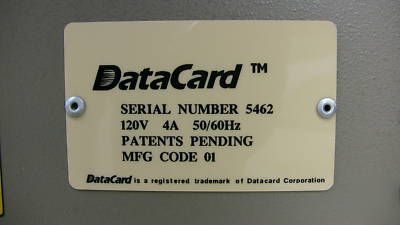 DataCard ™
SERIAL NUMBER 5462
120V 4A 50/60Hz
PATENTS PENDING
MFG CODE 01
DataCard is a registered trademark of Datacard Corporation